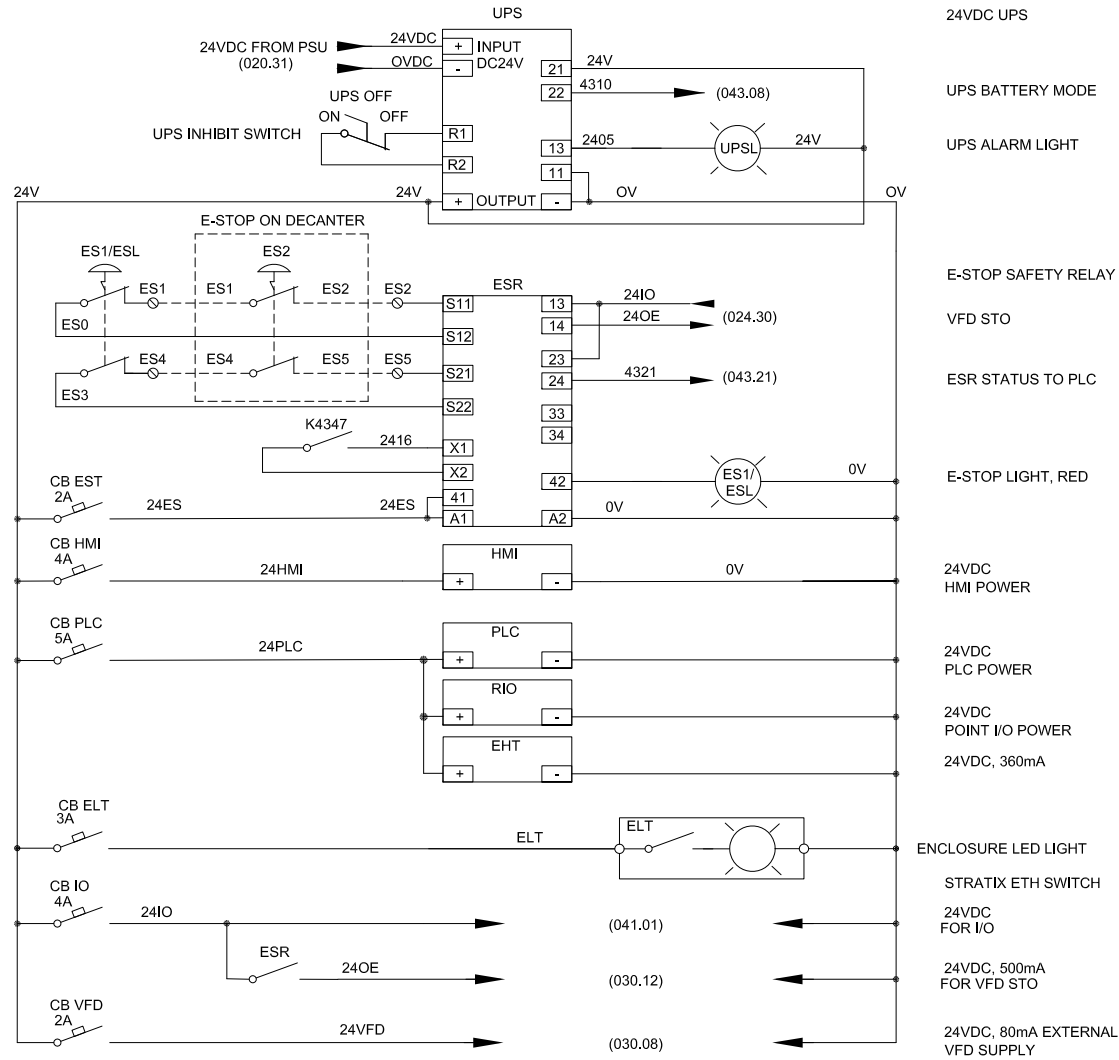 UPS
24VDC UPS
24VDC FROM PSU
(020.31)
24VDC
+
INPUT
DC24V
OVDC
-
21
24V
22
4310
(043.08)
UPS BATTERY MODE
UPS OFF
ON
OFF
UPS INHIBIT SWITCH
R1
R2
13
2405
UPSL
24V
UPS ALARM LIGHT
11
24V
24V
+
OUTPUT
-
OV
OV
E-STOP ON DECANTER
ES1/ESL
ES2
ESR
E-STOP SAFETY RELAY
ES1
ES1
ES2
ES2
S11
13
24IO
ES0
S12
14
24OE
(024.30)
VFD STO
ES4
ES4
ES5
ES5
S21
23
24
4321
(043.21)
ESR STATUS TO PLC
ES3
S22
33
34
K4347
2416
X1
X2
42
ES1/
ESL
0V
E-STOP LIGHT, RED
CB EST
2A
24ES
24ES
41
A1
A2
0V
CB HMI
4A
24HMI
HMI
+
-
0V
24VDC
HMI POWER
CB PLC
5A
24PLC
PLC
+
-
24VDC
PLC POWER
RIO
+
-
24VDC
POINT I/O POWER
EHT
+
-
24VDC, 360mA
CB ELT
3A
ELT
ELT
ENCLOSURE LED LIGHT
STRATIX ETH SWITCH
CB IO
4A
24IO
(041.01)
24VDC
FOR I/O
ESR
24OE
(030.12)
24VDC, 500mA
FOR VFD STO
CB VFD
2A
24VFD
(030.08)
24VDC, 80mA EXTERNAL
VFD SUPPLY